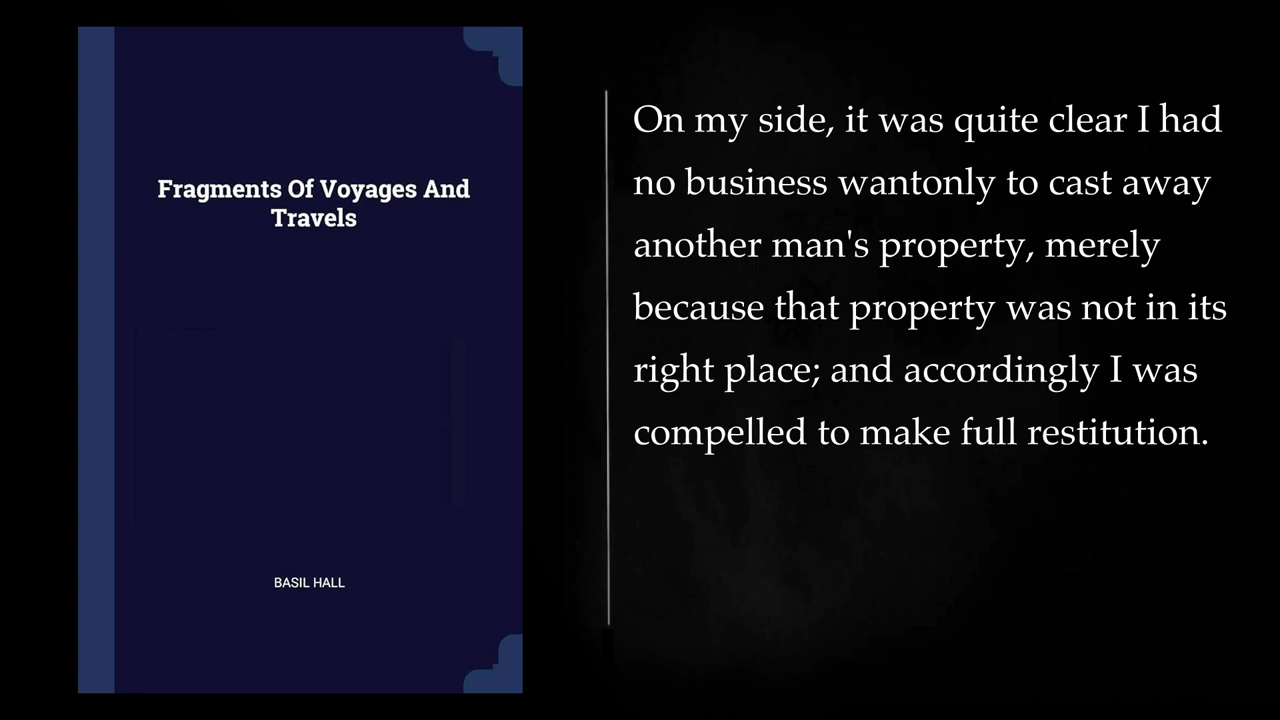 Fragments Of Voyages And
Travels
BASIL HALL
On my side, it was quite clear I had
no business wantonly to cast away
another man's property, merely
because that property was not in its
right place; and accordingly I was
compelled to make full restitution.